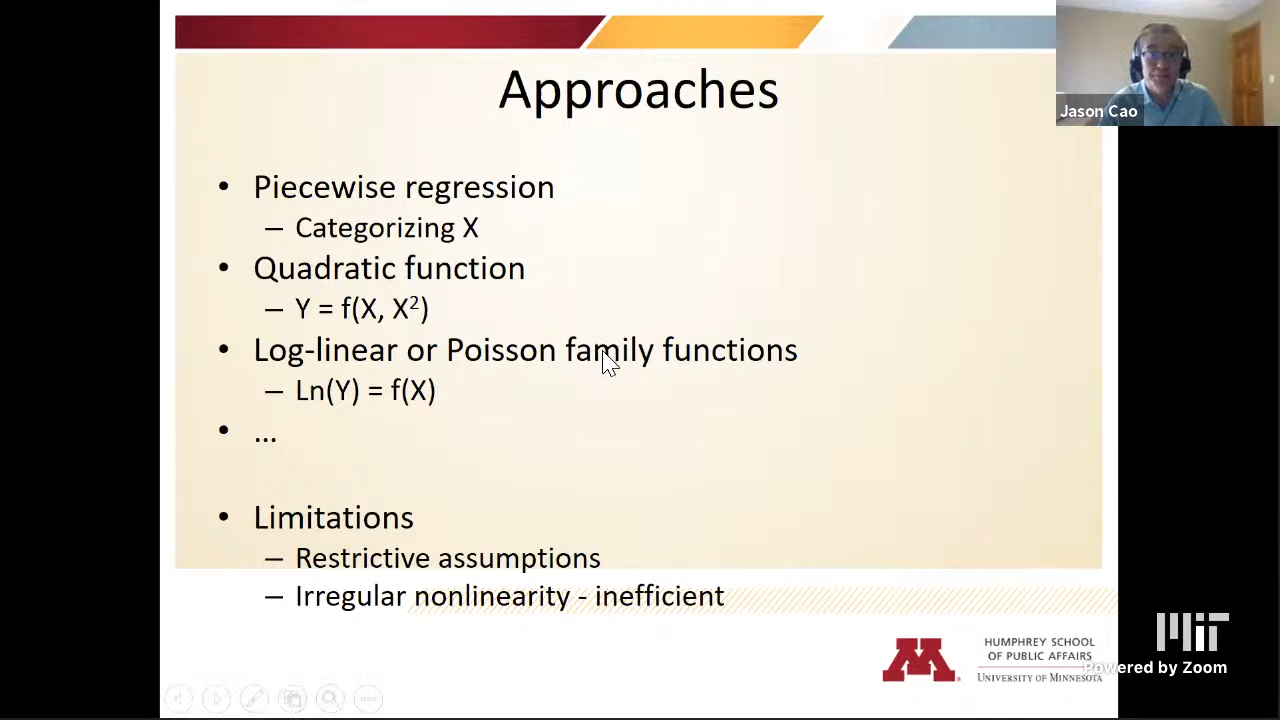 Approaches
Jason Cao
• Piecewise regression
– Categorizing X
• Quadratic function
– Y = f(X, X²)
• Log-linear or Poisson family functions
– Ln(Y) = f(X)
• ...
• Limitations
– Restrictive assumptions
– Irregular nonlinearity - inefficient
MIT
HUMPHREY SCHOOL
OF PUBLIC AFFAIRS
UNIVERSITY OF MINNESOTA
Powered by Zoom